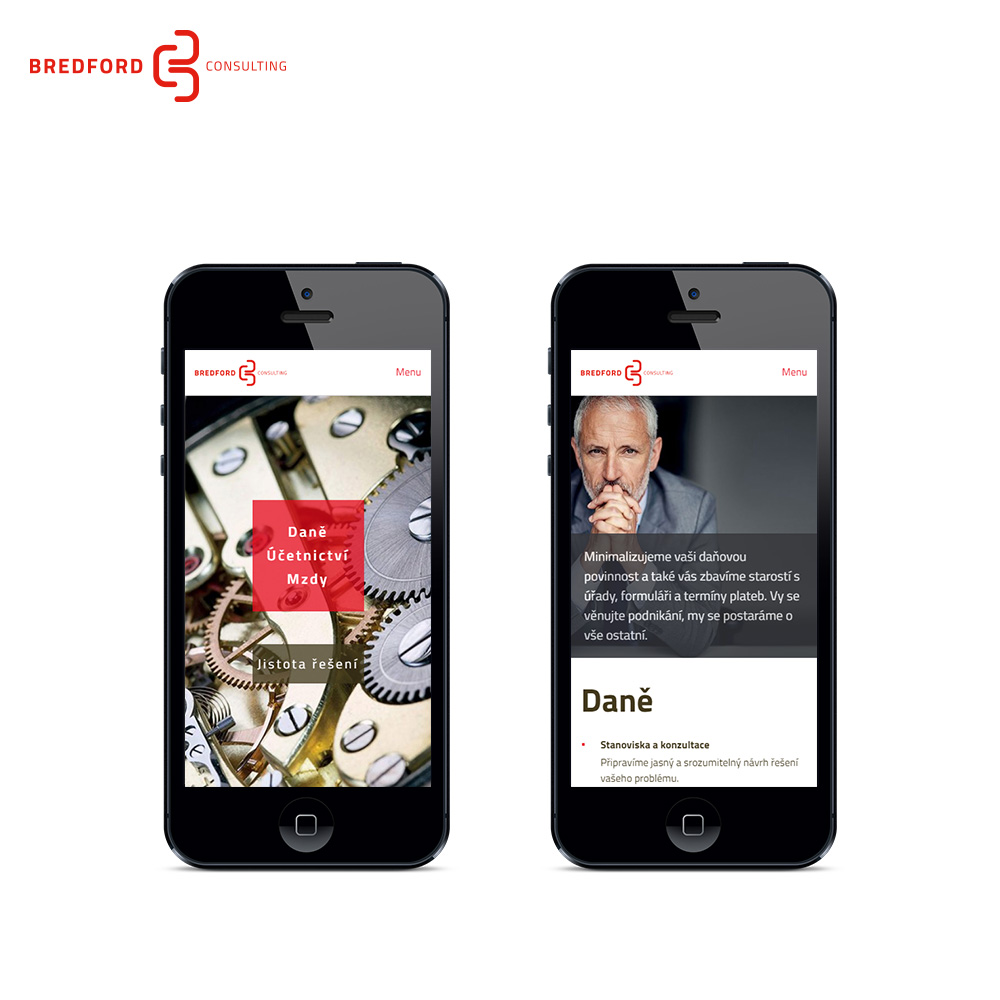 BREDFORD CONSULTING
BREDFORD CONSULTING Menu
Daně
Účetnictví
Mzdy
Jistota řešení
BREDFORD CONSULTING Menu
Minimalizujeme vaši daňovou
povinnost a také vás zbavíme starostí s
úřady, formuláři a termíny plateb. Vy se
věnujte podnikání, my se postaráme o
vše ostatní.
Daně
Stanoviska a konzultace
Připravíme jasný a srozumitelný návrh řešení
vašeho problému.